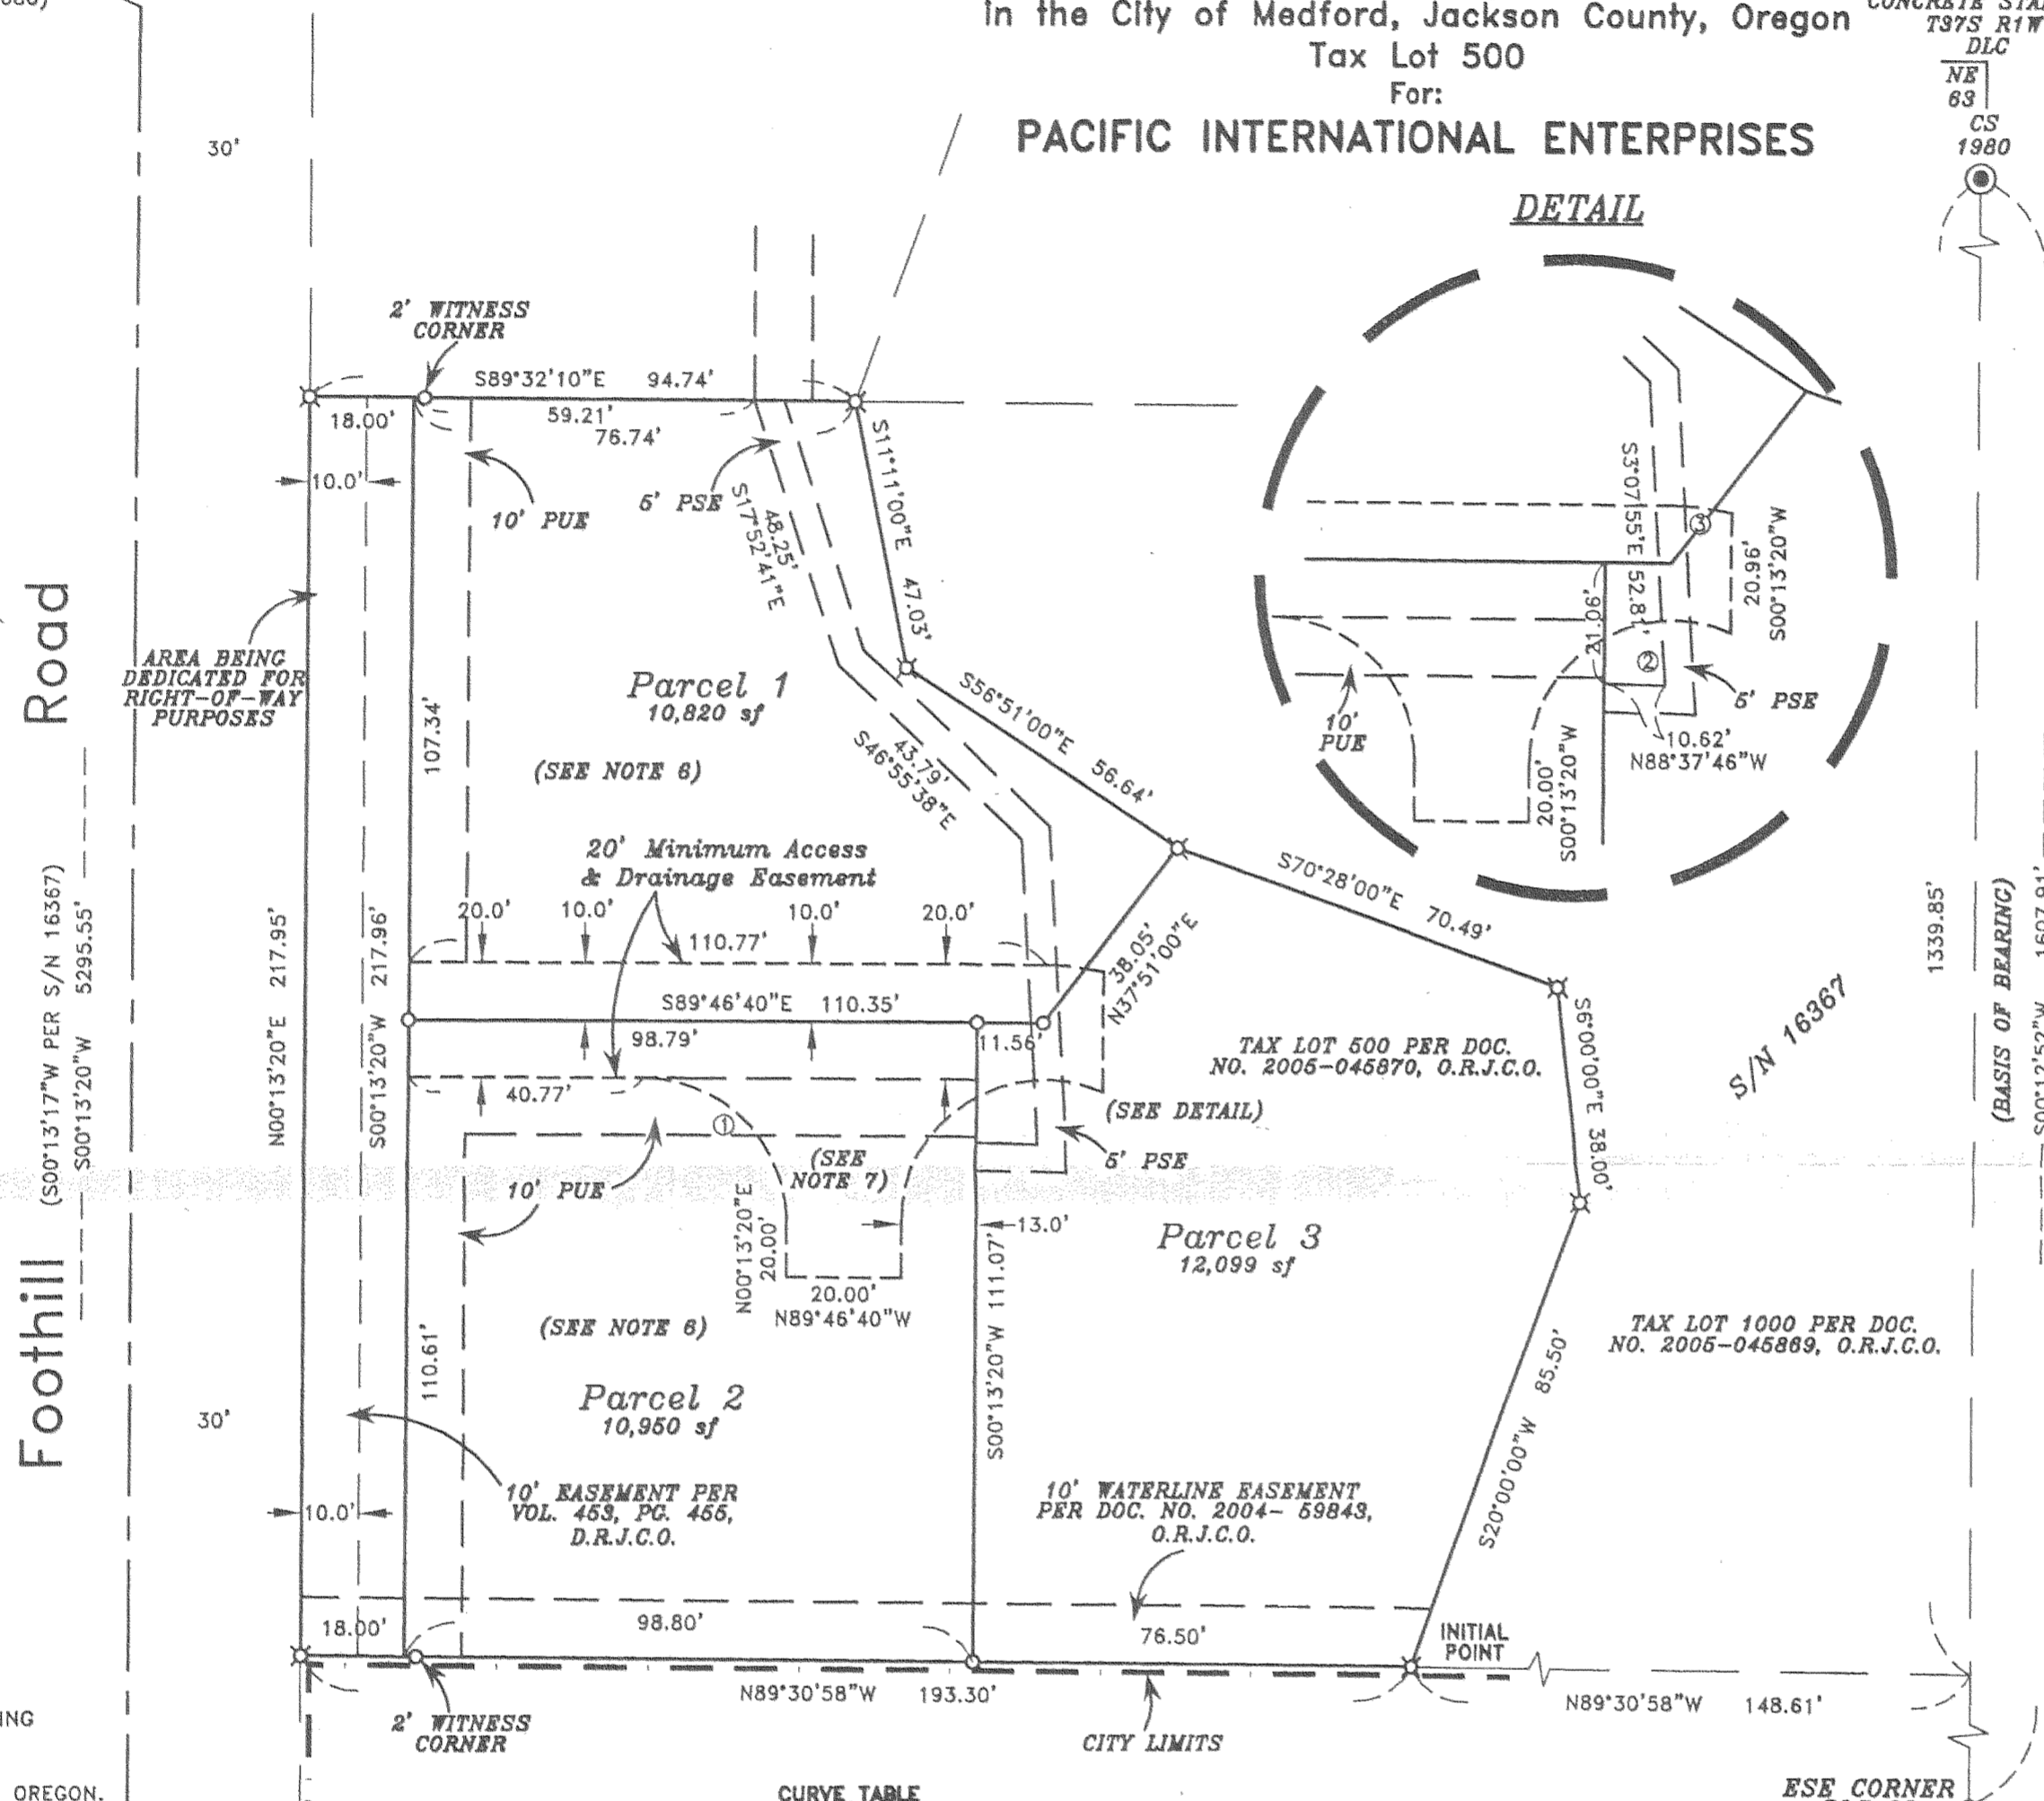 in the City of Medford, Jackson County, Oregon
Tax Lot 500
For:
PACIFIC INTERNATIONAL ENTERPRISES
T37S R1W
DLC
NE
63
CS
1980
DETAIL
30'
2' WITNESS
CORNER
S89°32'10"E 94.74'
18.00'
59.21'
76.74'
10.0'
10' PUE
5' PSE
S17°52'41"E
48.25'
S11°11'00"E 47.03'
Road
AREA BEING
DEDICATED FOR
RIGHT-OF-WAY
PURPOSES
Parcel 1
10,820 sf
107.34'
(SEE NOTE 6)
S56°51'00"E 56.64'
43.79'
S46°55'38"E
20' Minimum Access
& Drainage Easement
20.0'
10.0'
10.0'
20.0'
110.77'
S70°28'00"E 70.49'
38.05'
N37°51'00"E
S89°46'40"E 110.35'
98.79'
11.56'
40.77'
S3°07'55"E 52.81'
3
20.96'
S00°13'20"W
21.06'
2
5' PSE
10'
PUE
10.62'
N88°37'46"W
20.00'
S00°13'20"W
(S00°13'17"W PER S/N 16367)
S00°13'20"W 5295.55'
N00°13'20"E 217.95'
S00°13'20"W 217.96'
TAX LOT 500 PER DOC.
NO. 2005-045870, O.R.J.C.O.
(SEE DETAIL)
S6°00'00"E 38.00'
S/N 16367
1339.85'
(BASIS OF BEARING)
S00°12'52"W 1607.91'
1
(SEE
NOTE 7)
5' PSE
10' PUE
N00°13'20"E
20.00'
13.0'
20.00'
N89°46'40"W
S00°13'20"W 111.07'
Parcel 3
12,099 sf
(SEE NOTE 6)
110.61'
Parcel 2
10,950 sf
Foothill
30'
TAX LOT 1000 PER DOC.
NO. 2005-045869, O.R.J.C.O.
S20°00'00"W 85.50'
10' EASEMENT PER
VOL. 453, PG. 455,
D.R.J.C.O.
10' WATERLINE EASEMENT
PER DOC. NO. 2004- 59843,
O.R.J.C.O.
10.0'
18.00'
98.80'
76.50'
INITIAL
POINT
N89°30'58"W 193.30'
N89°30'58"W 148.61'
2' WITNESS
CORNER
CITY LIMITS
OREGON.
CURVE TABLE
ESE CORNER